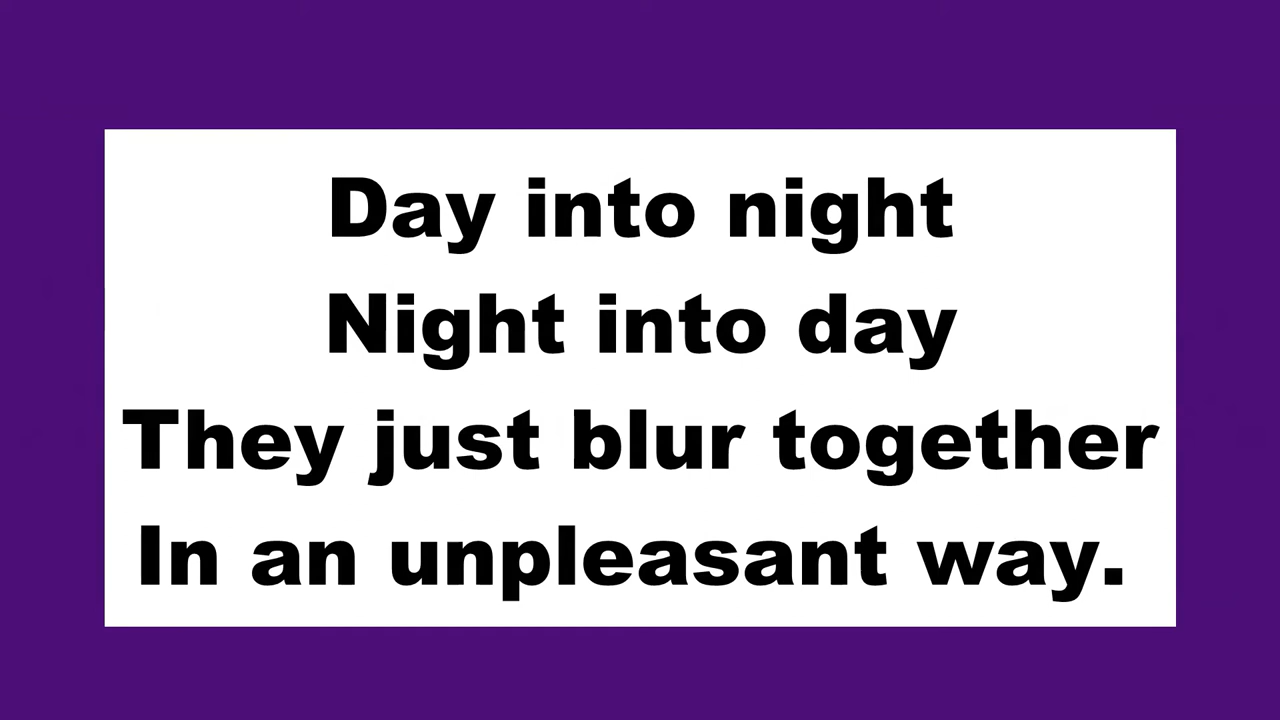 Day into night
Night into day
They just blur together
In an unpleasant way.